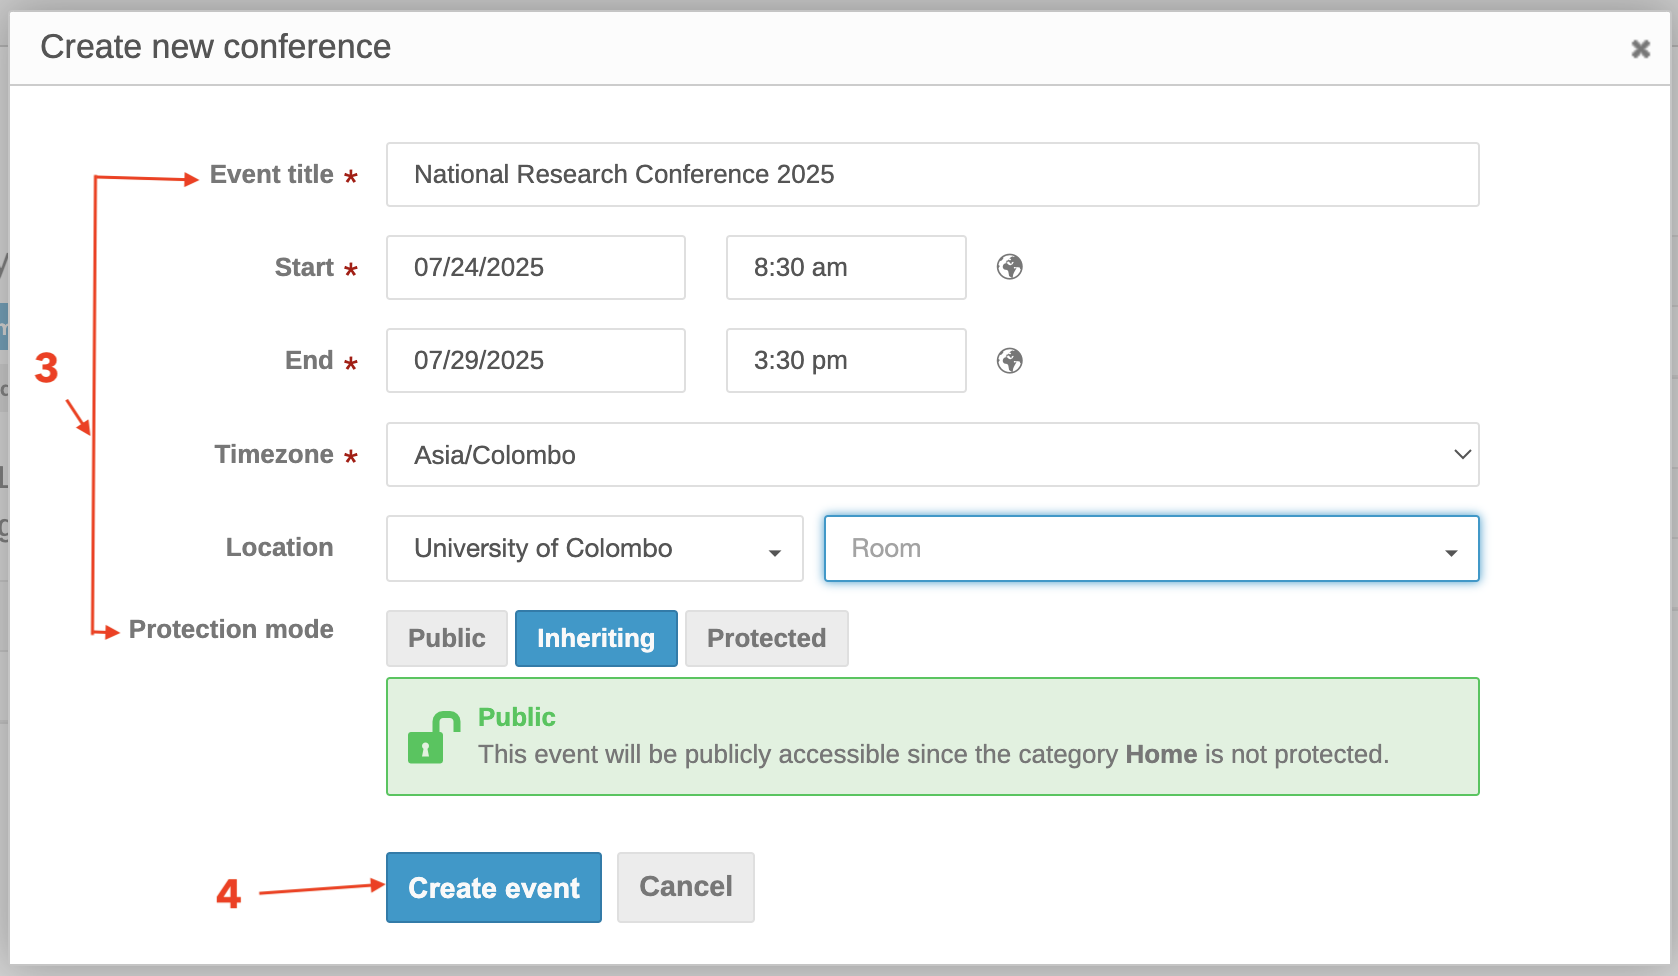 Create new conference
Event title *
National Research Conference 2025
Start *
07/24/2025
8:30 am
End *
07/29/2025
3:30 pm
3
Timezone *
Asia/Colombo
Location
University of Colombo
Room
Protection mode
Public
Inheriting
Protected
Public
This event will be publicly accessible since the category Home is not protected.
4
Create event
Cancel